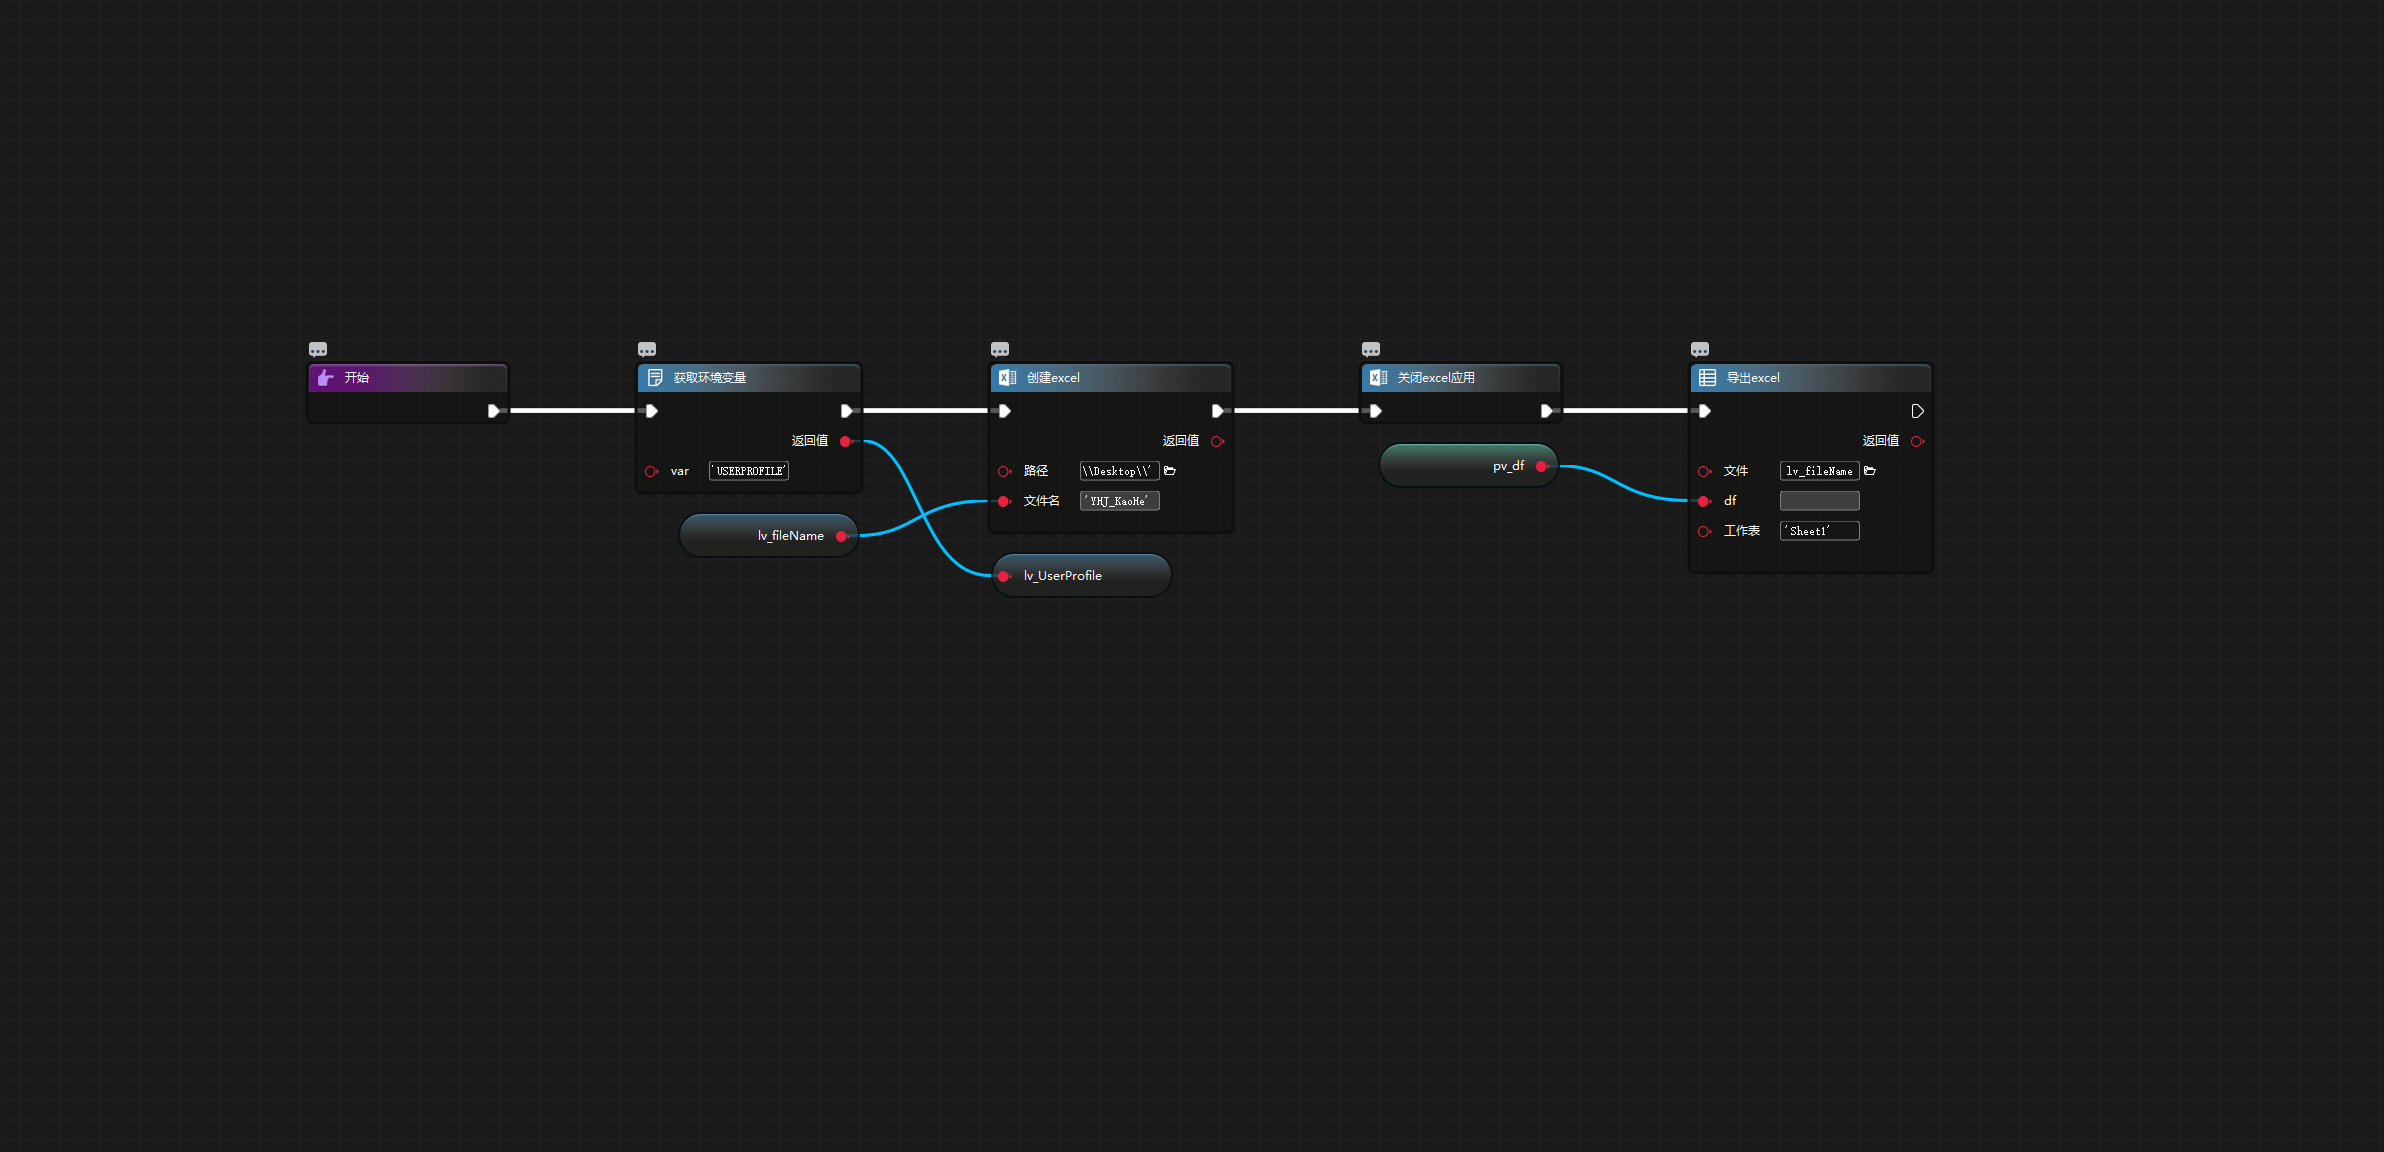 开始
获取环境变量
返回值
var 'USERPROFILE'
lv_fileName
创建excel
返回值
路径 \\Desktop\\'
文件名 'YHJ_KaoHe'
lv_UserProfile
关闭excel应用
pv_df
导出excel
返回值
文件 lv_fileName
df
工作表 'Sheet1'